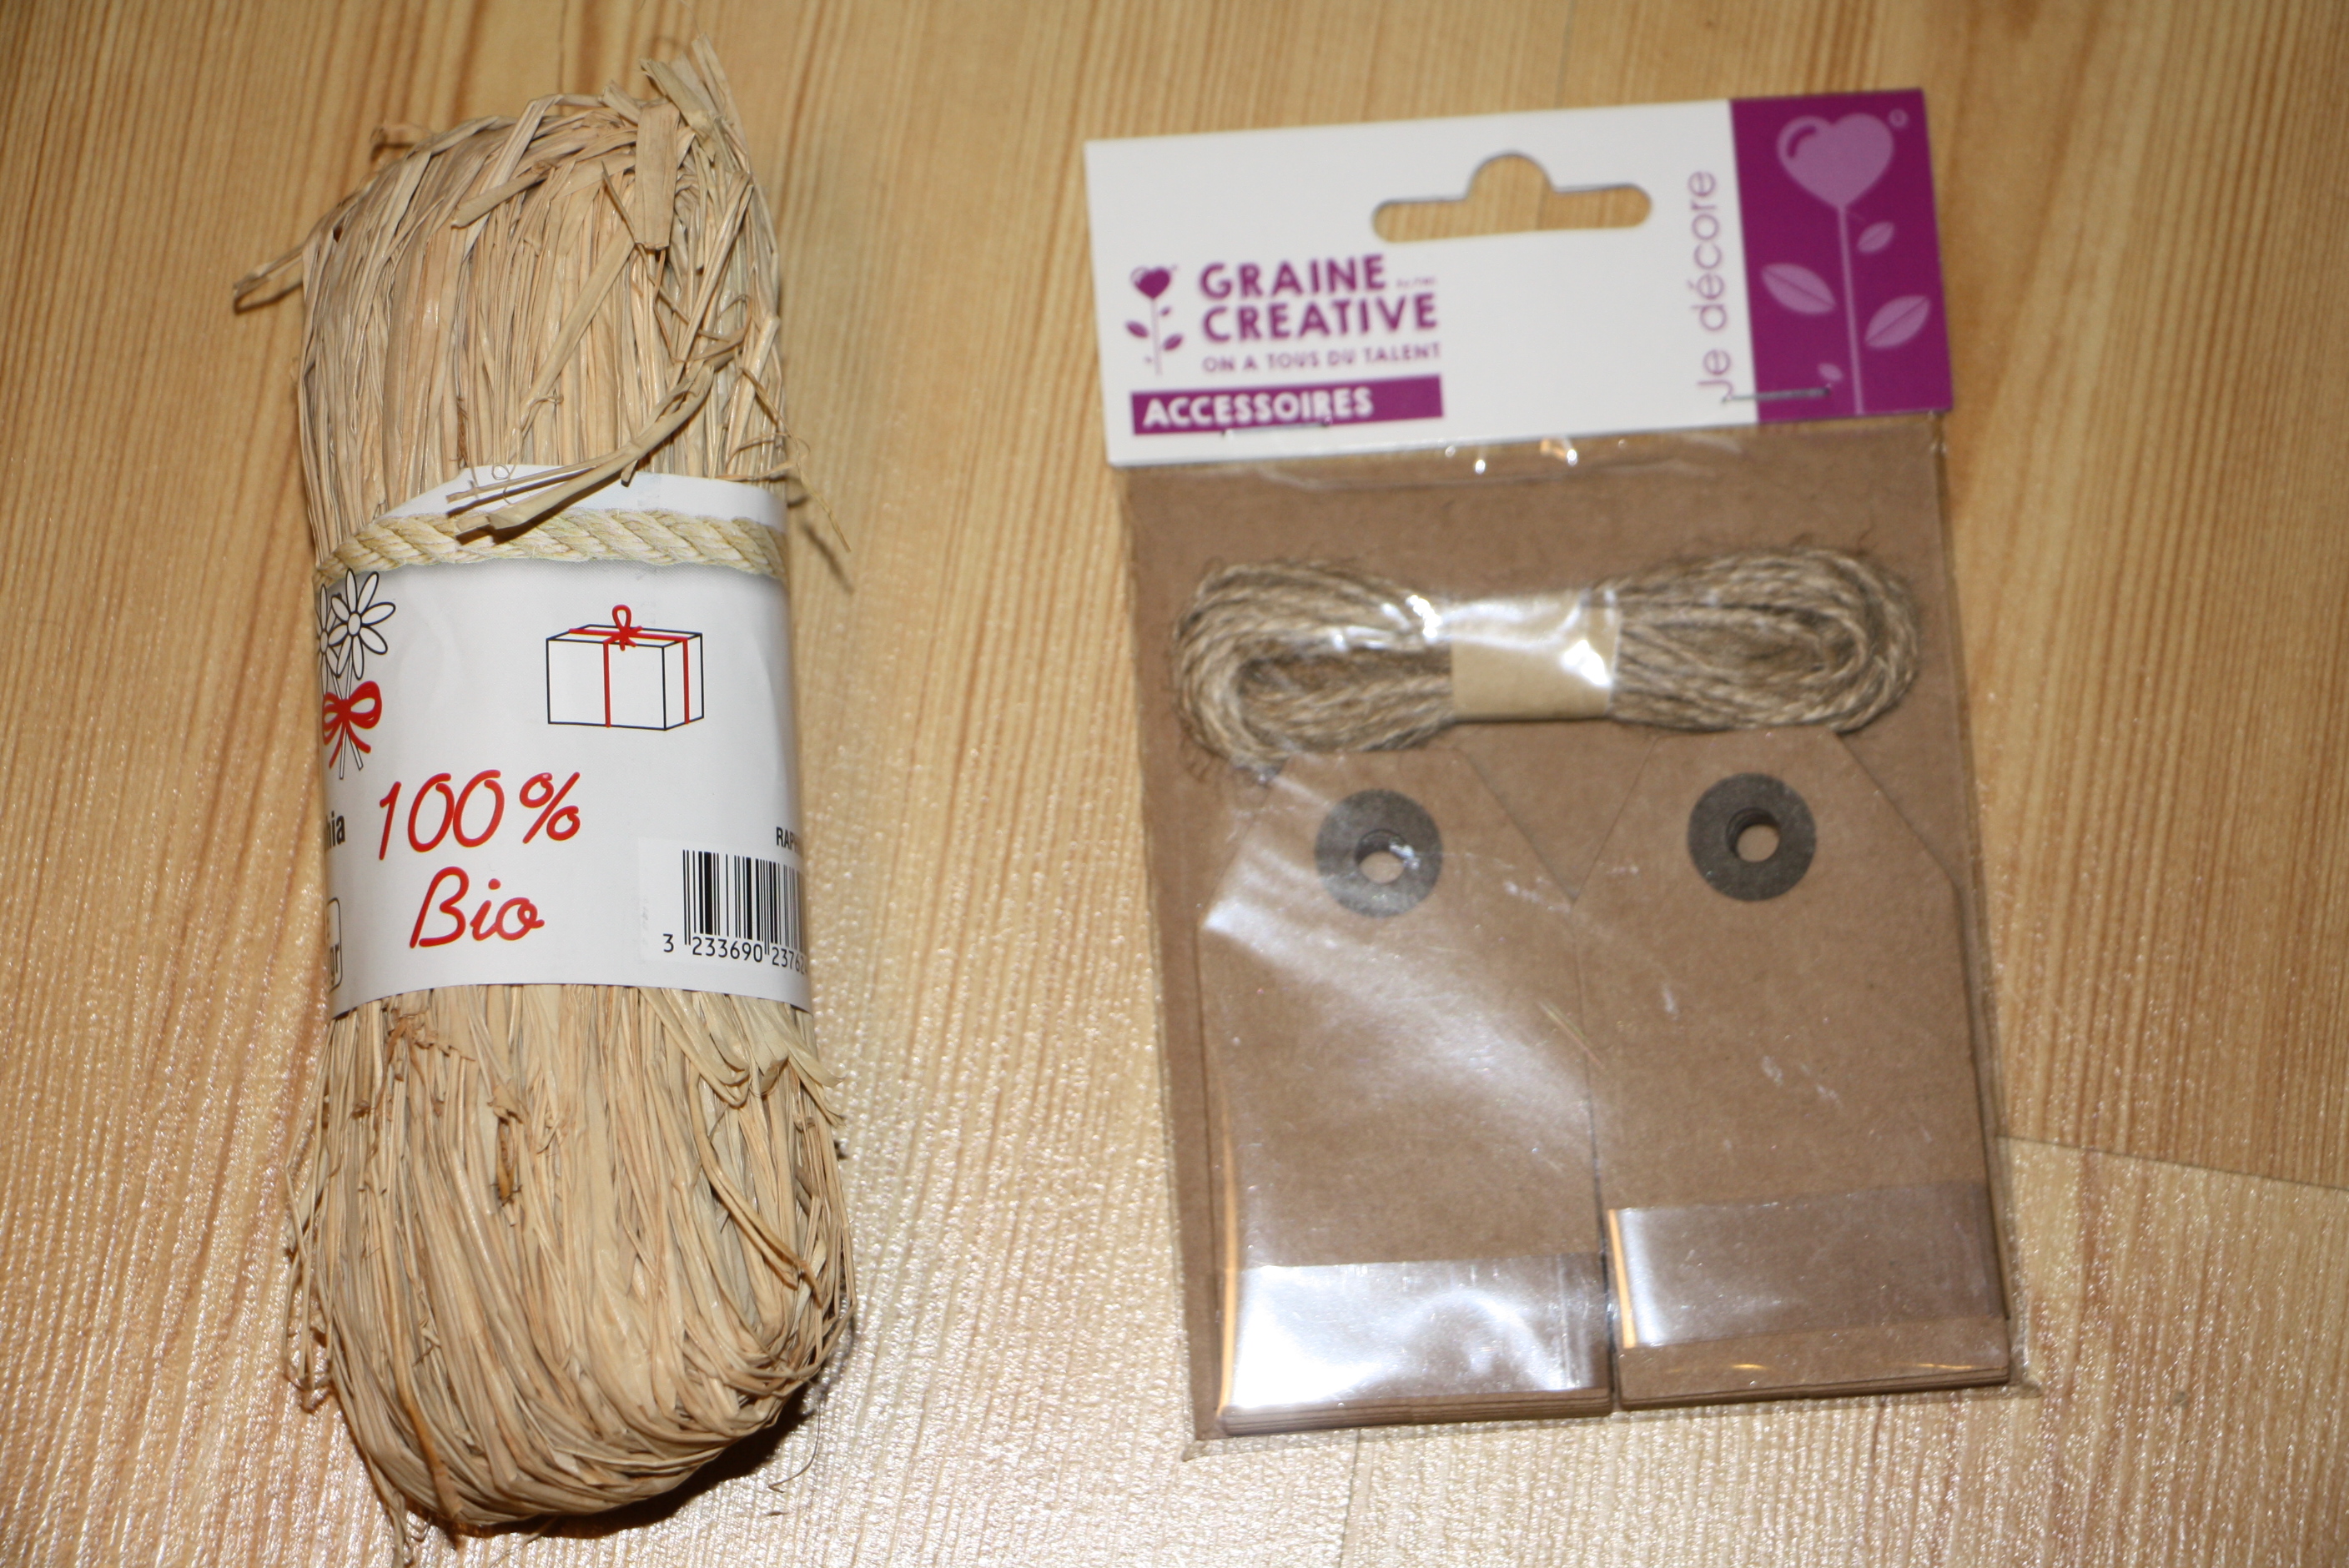 100%
Bio
3 233690 2376
GRAINE
CREATIVE
ON A TOUS DU TALENT
ACCESSOIRES
Je décore